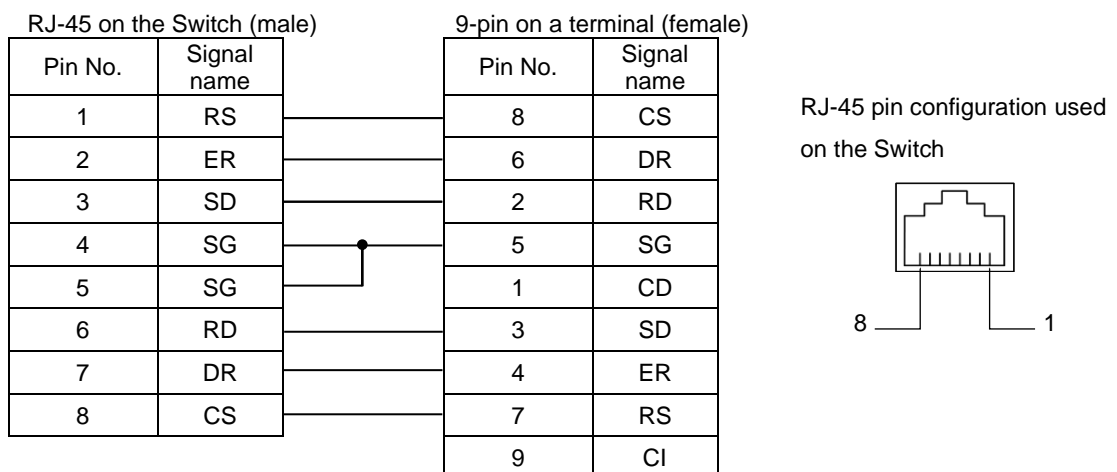 RJ-45 on the Switch (male) 9-pin on a terminal (female)
Pin No. Signal name Pin No. Signal name
1 RS 8 CS
2 ER 6 DR
3 SD 2 RD
4 SG 5 SG
5 SG 1 CD
6 RD 3 SD
7 DR 4 ER
8 CS 7 RS
9 CI
RJ-45 pin configuration used
on the Switch
8 1